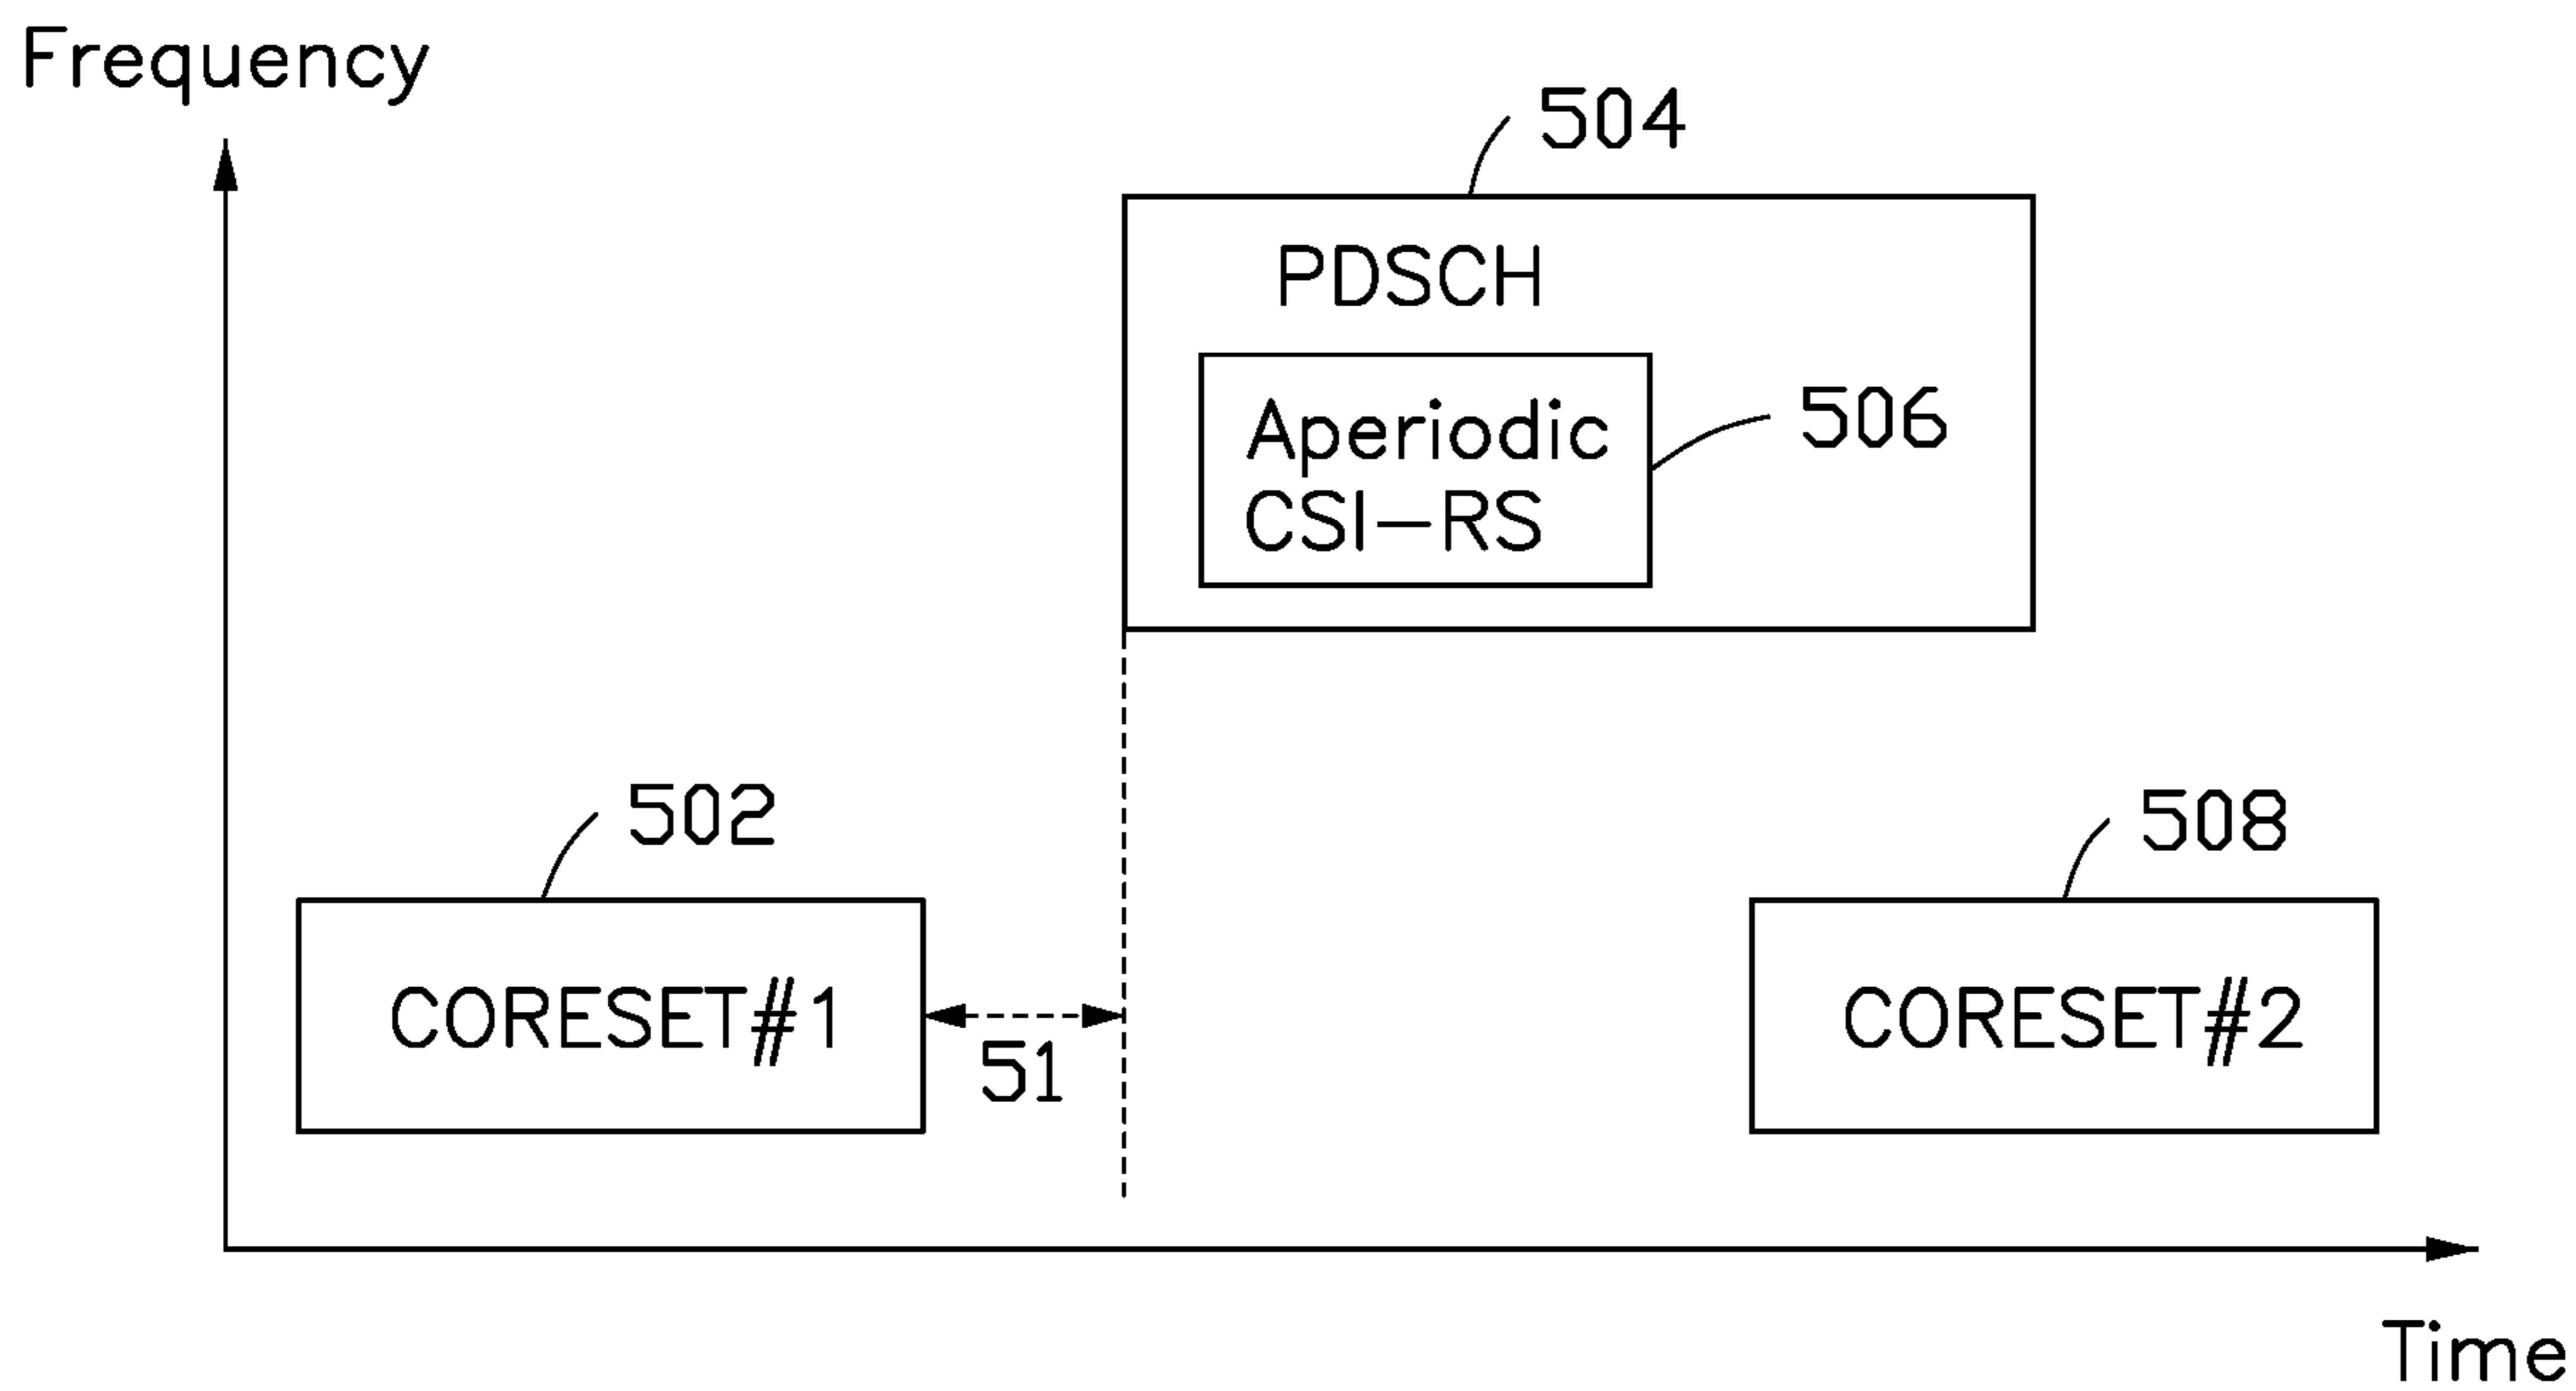 Frequency
504
PDSCH
Aperiodic
CSI-RS
506
502
508
CORESET#1
51
CORESET#2
Time